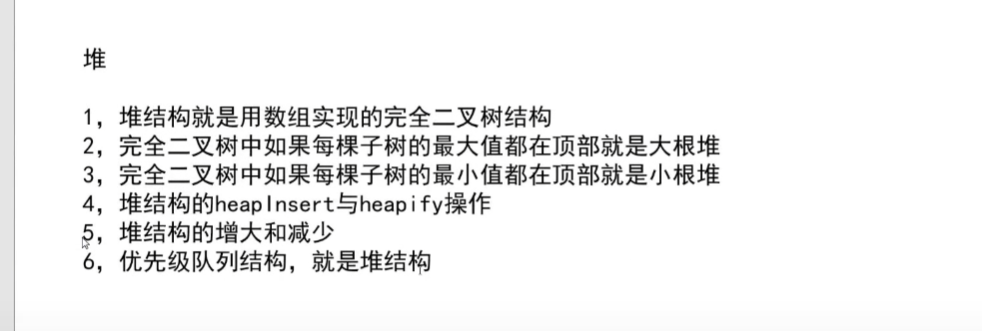 堆
1，堆结构就是用数组实现的完全二叉树结构
2，完全二叉树中如果每棵子树的最大值都在顶部就是大根堆
3，完全二叉树中如果每棵子树的最小值都在顶部就是小根堆
4，堆结构的heapInsert与heapify操作
5，堆结构的增大和减少
6，优先级队列结构，就是堆结构